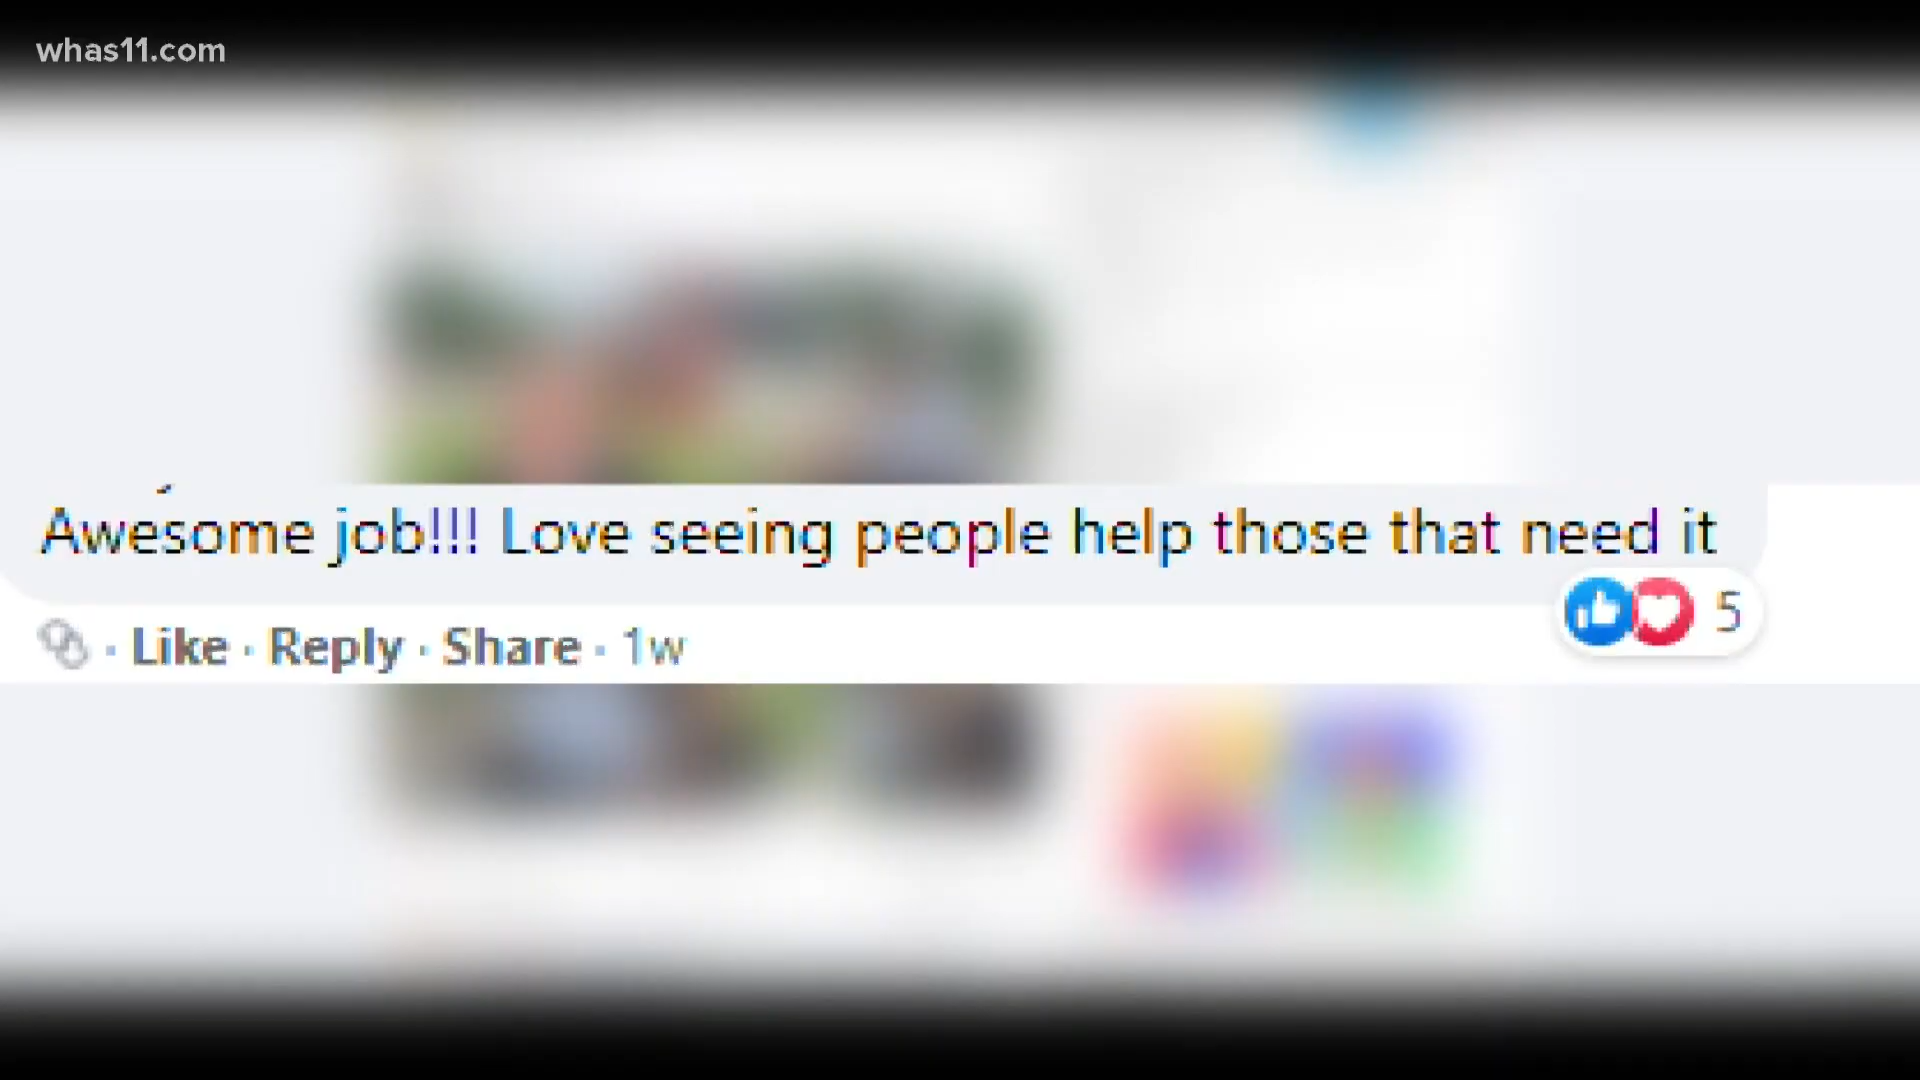 whas11.com
Awesome job!!! Love seeing people help those that need it
5
· Like · Reply · Share · 1w